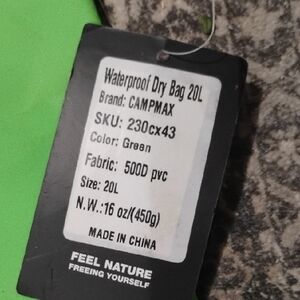 Waterproof Dry Bag 20L
Brand: CAMPMAX
SKU: 230cx43
Color: Green
Fabric: 500D pvc
Size: 20L
N.W.:16 oz/(450g)
MADE IN CHINA
FEEL NATURE
FREEING YOURSELF